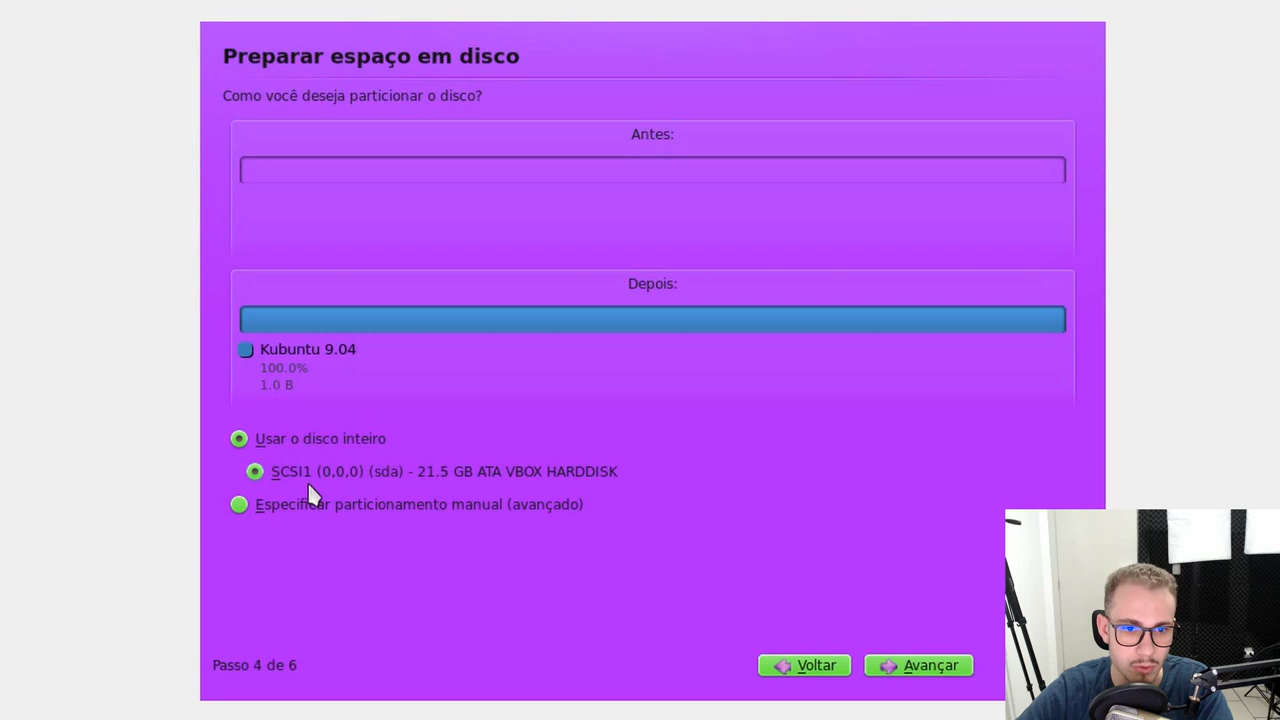 Preparar espaço em disco
Como você deseja particionar o disco?
Antes:
Depois:
Kubuntu 9.04
100.0%
1.0 B
Usar o disco inteiro
SCSI1 (0,0,0) (sda) - 21.5 GB ATA VBOX HARDDISK
Especificar particionamento manual (avançado)
Passo 4 de 6
Voltar
Avançar